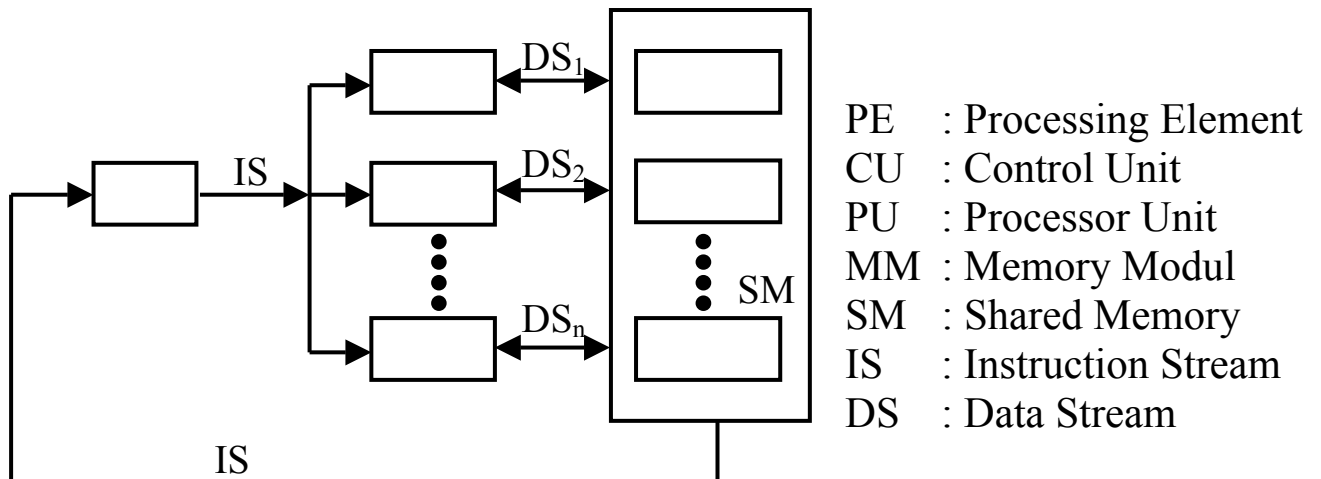 DS₁
IS
DS₂
SM
DSₙ
IS
PE : Processing Element
CU : Control Unit
PU : Processor Unit
MM : Memory Modul
SM : Shared Memory
IS : Instruction Stream
DS : Data Stream